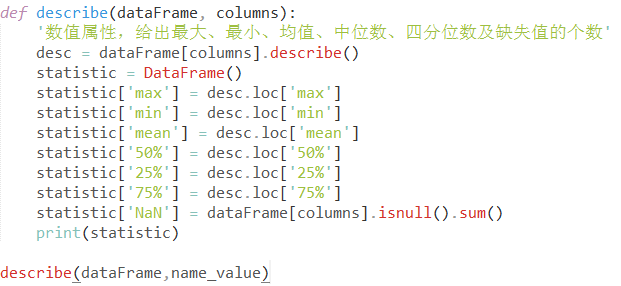 def describe(dataFrame, columns):
    '数值属性，给出最大、最小、均值、中位数、四分位数及缺失值的个数'
    desc = dataFrame[columns].describe()
    statistic = DataFrame()
    statistic['max'] = desc.loc['max']
    statistic['min'] = desc.loc['min']
    statistic['mean'] = desc.loc['mean']
    statistic['50%'] = desc.loc['50%']
    statistic['25%'] = desc.loc['25%']
    statistic['75%'] = desc.loc['75%']
    statistic['NaN'] = dataFrame[columns].isnull().sum()
    print(statistic)
describe(dataFrame,name_value)